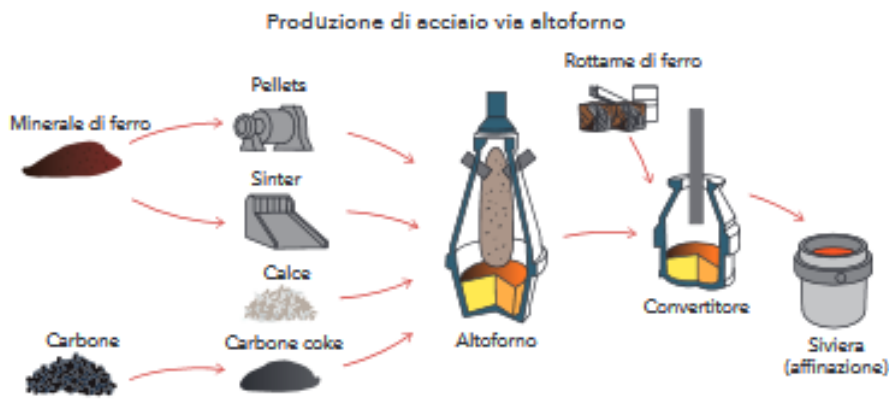 Produzione di acciaio via altoforno
Rottame di ferro
Pellets
Minerale di ferro
Sinter
Calce
Convertitore
Carbone
Carbone coke
Altoforno
Siviera
(affinazione)